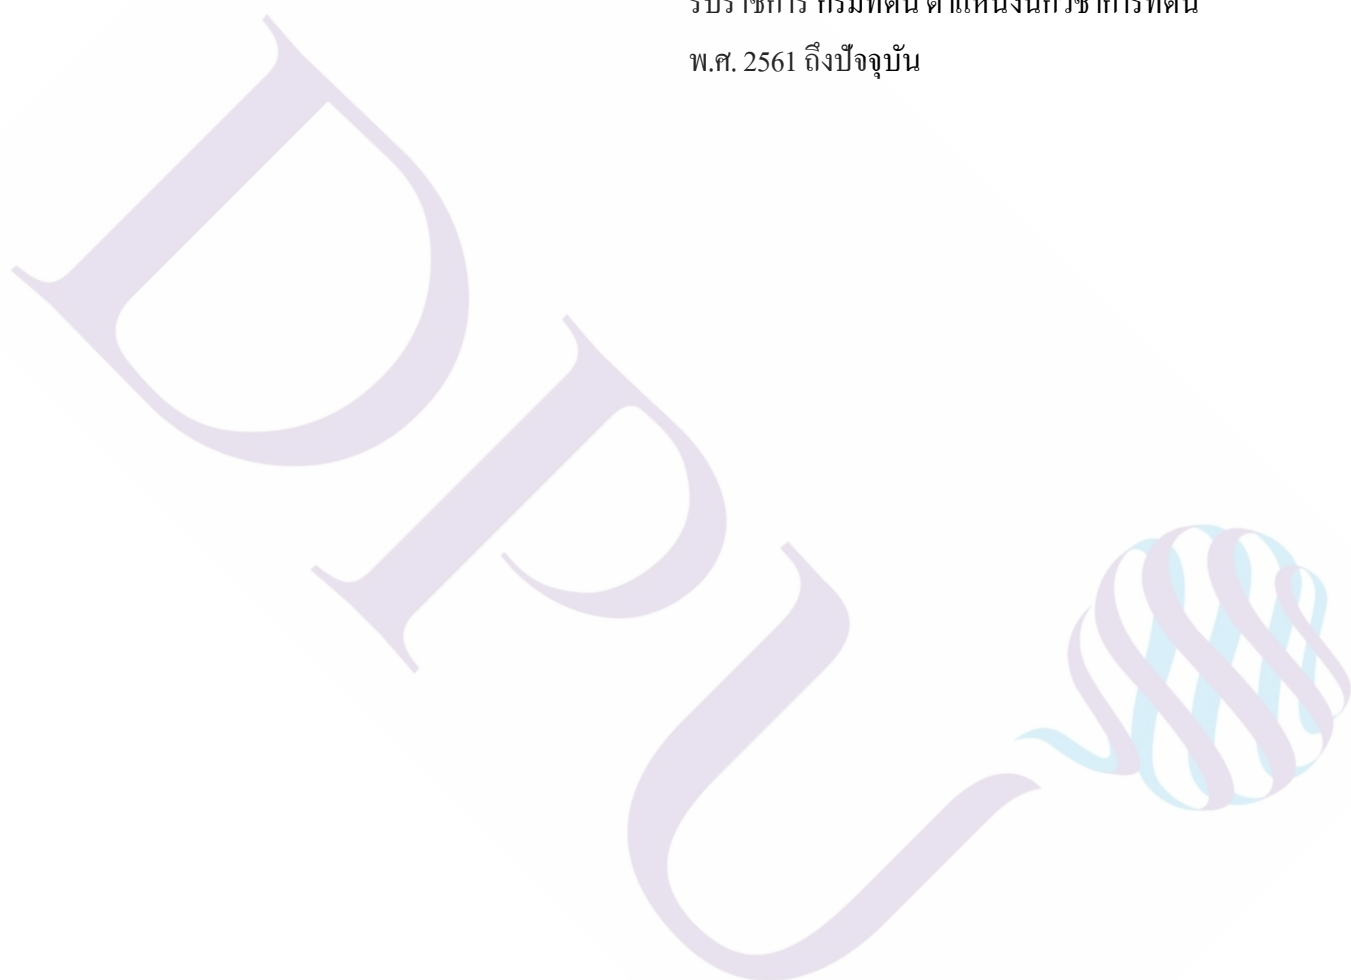 รับราชการ กรมที่ดิน ตำแหน่งนักวิชาการที่ดิน
พ.ศ. 2561 ถึงปัจจุบัน
DPU